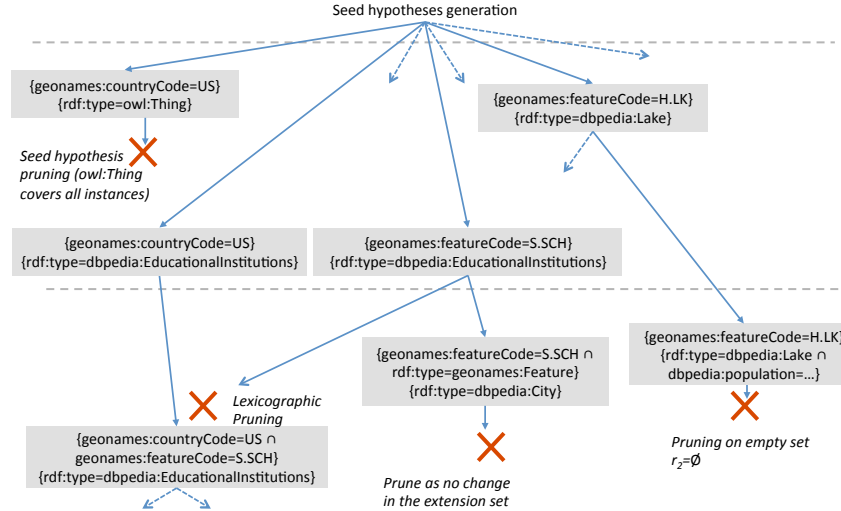 Seed hypotheses generation
{geonames:countryCode=US}
{rdf:type=owl:Thing}
{geonames:featureCode=H.LK}
{rdf:type=dbpedia:Lake}
Seed hypothesis
pruning (owl:Thing
covers all instances)
{geonames:countryCode=US}
{rdf:type=dbpedia:EducationalInstitutions}
{geonames:featureCode=S.SCH}
{rdf:type=dbpedia:EducationalInstitutions}
{geonames:featureCode=S.SCH ∩
rdf:type=geonames:Feature}
{rdf:type=dbpedia:City}
{geonames:featureCode=H.LK}
{rdf:type=dbpedia:Lake ∩
dbpedia:population=...}
Lexicographic
Pruning
{geonames:countryCode=US ∩
geonames:featureCode=S.SCH}
{rdf:type=dbpedia:EducationalInstitutions}
Prune as no change
in the extension set
Pruning on empty set
r₂=Ø